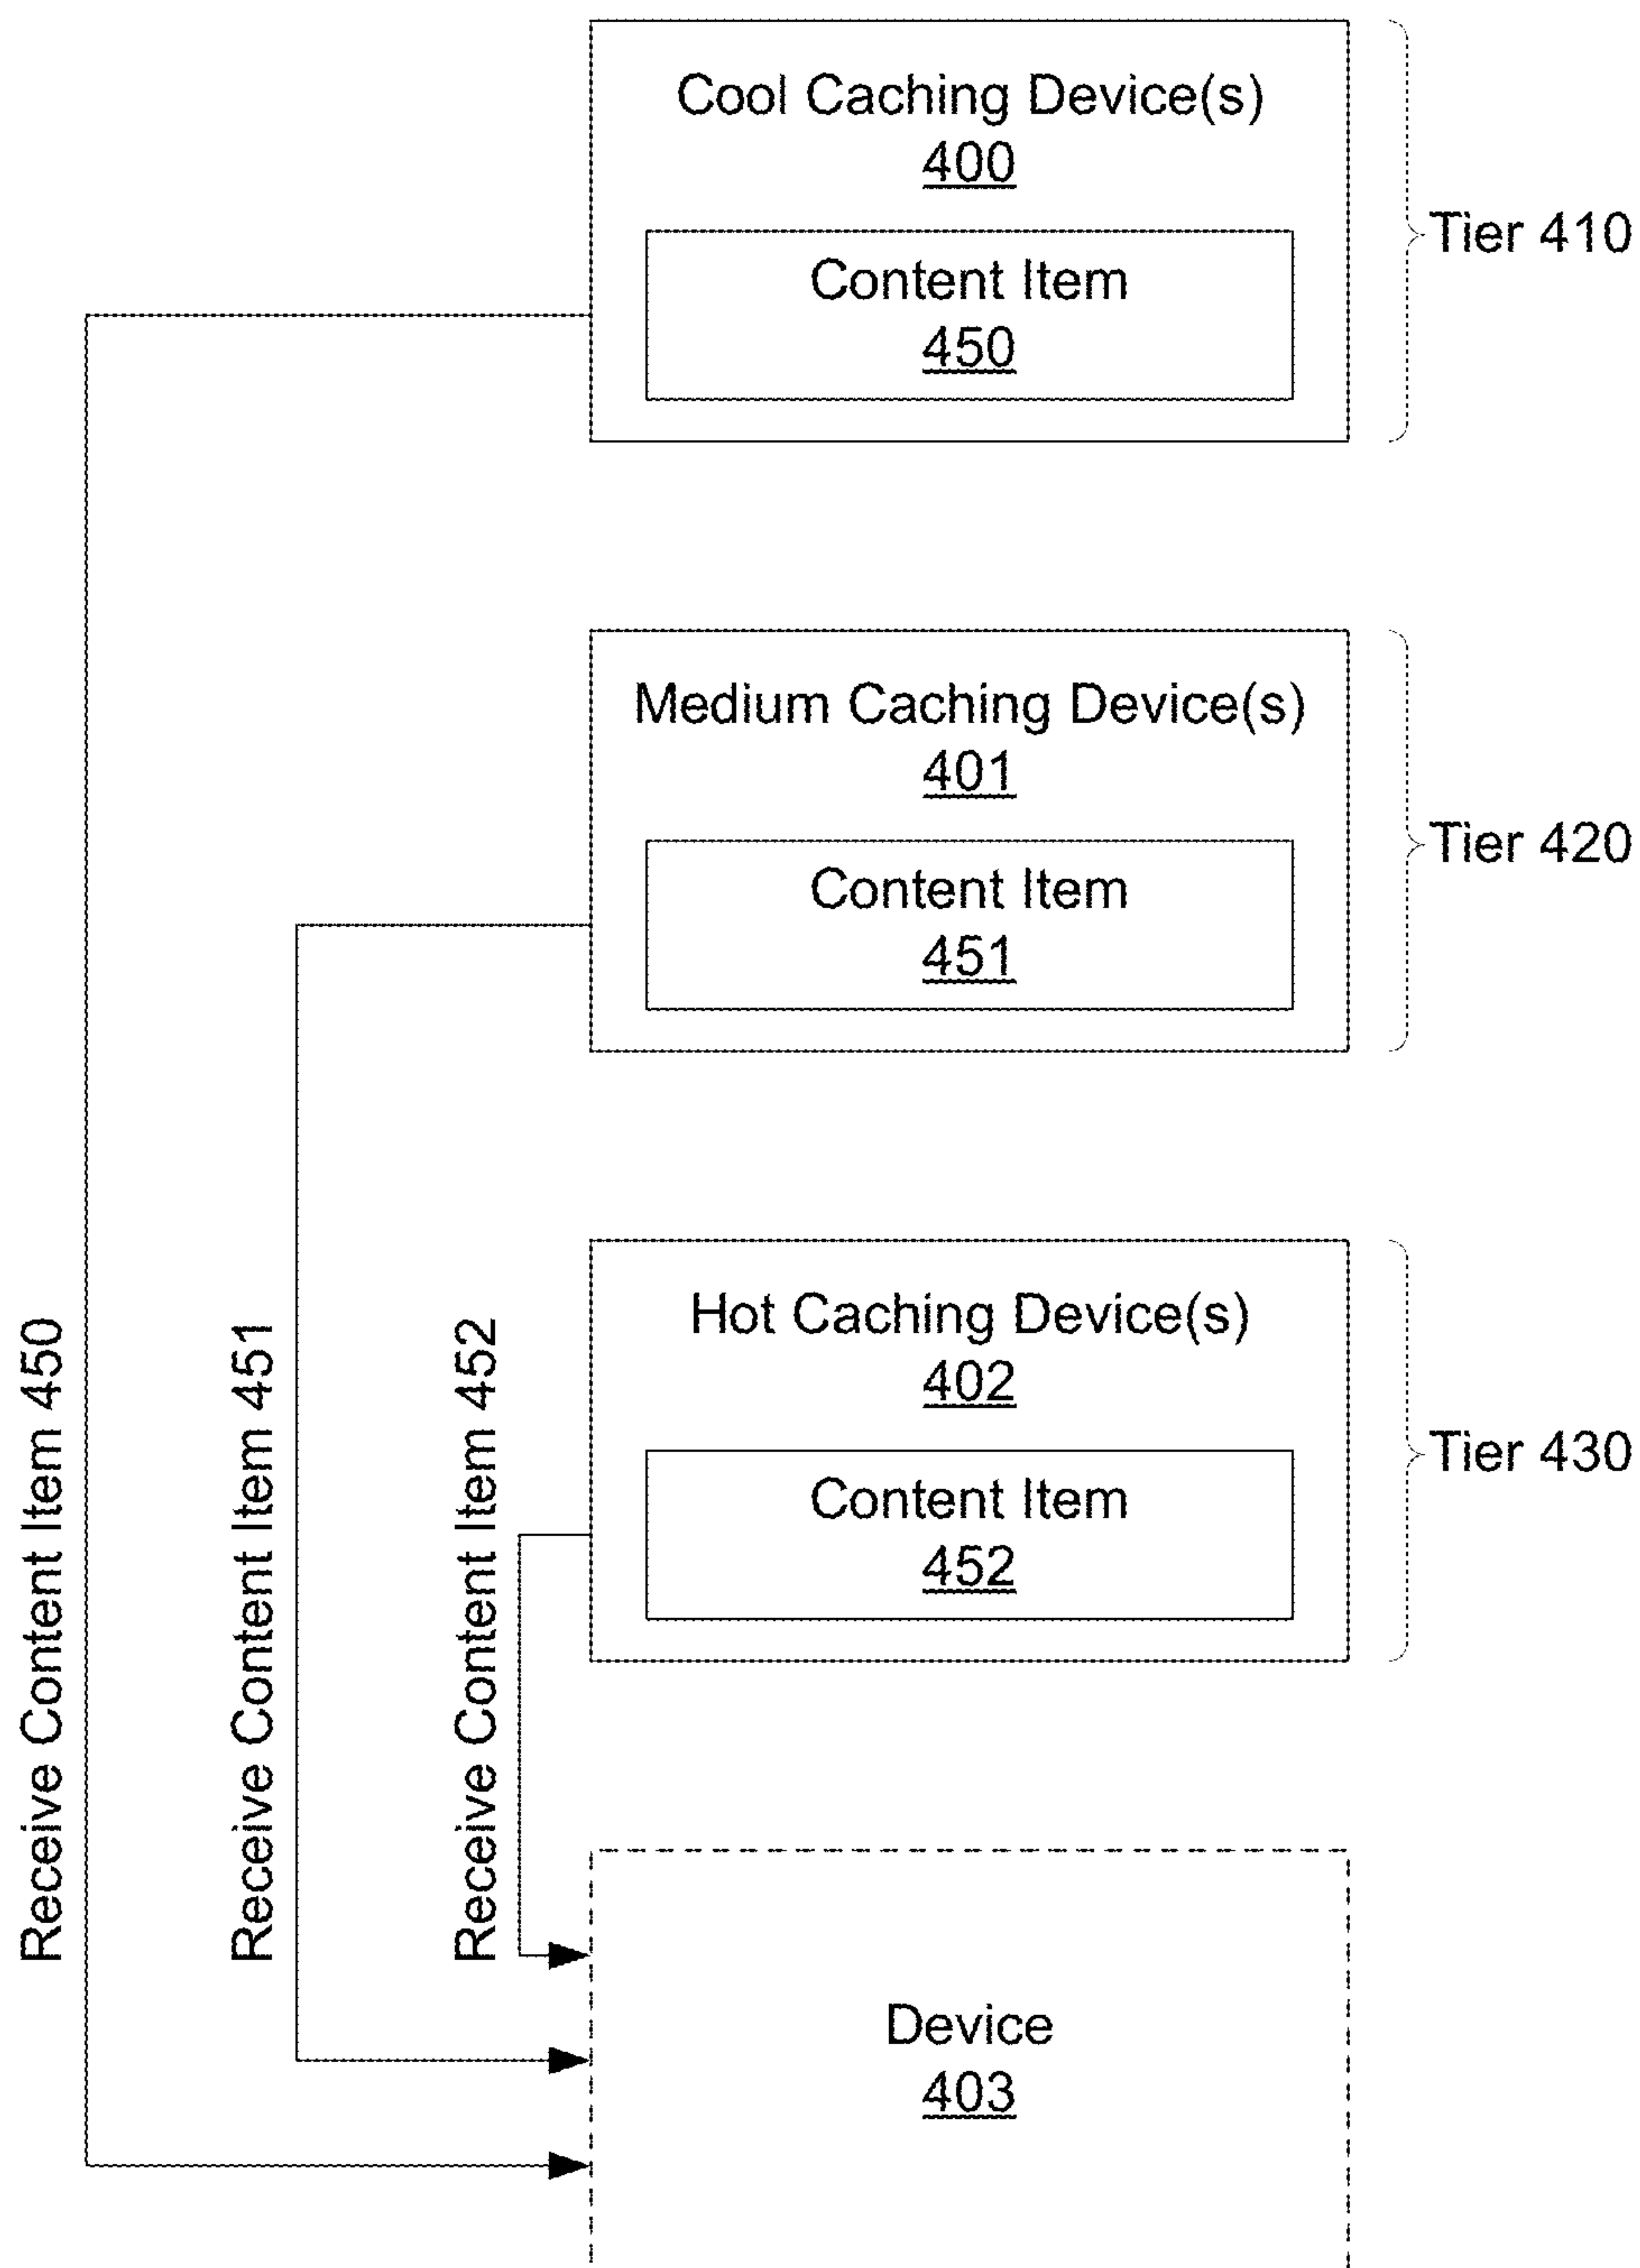 Cool Caching Device(s)
400
Content Item
450
Tier 410
Medium Caching Device(s)
401
Content Item
451
Tier 420
Hot Caching Device(s)
402
Content Item
452
Tier 430
Receive Content Item 450
Receive Content Item 451
Receive Content Item 452
Device
403